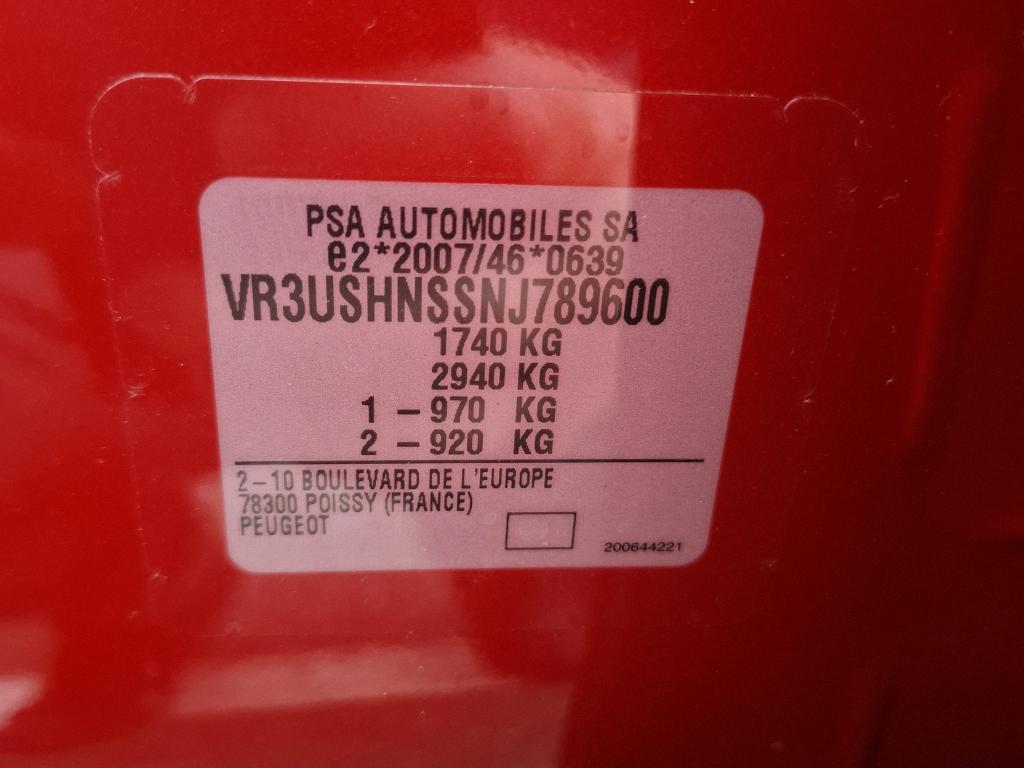 PSA AUTOMOBILES SA
e2*2007/46*0639
VR3USHNSSNJ789600
1740 KG
2940 KG
1 – 970 KG
2 – 920 KG
2–10 BOULEVARD DE L'EUROPE
78300 POISSY (FRANCE)
PEUGEOT
200644221